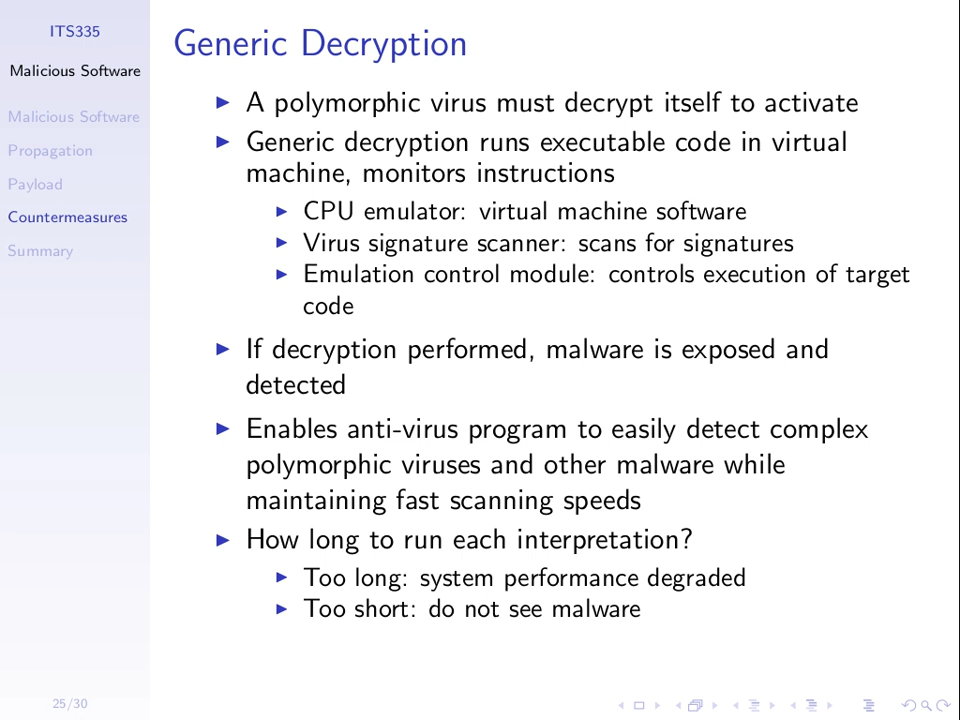 ITS335
Malicious Software
Malicious Software
Propagation
Payload
Countermeasures
Summary
Generic Decryption
A polymorphic virus must decrypt itself to activate
Generic decryption runs executable code in virtual
machine, monitors instructions
CPU emulator: virtual machine software
Virus signature scanner: scans for signatures
Emulation control module: controls execution of target
code
If decryption performed, malware is exposed and
detected
Enables anti-virus program to easily detect complex
polymorphic viruses and other malware while
maintaining fast scanning speeds
How long to run each interpretation?
Too long: system performance degraded
Too short: do not see malware
25/30